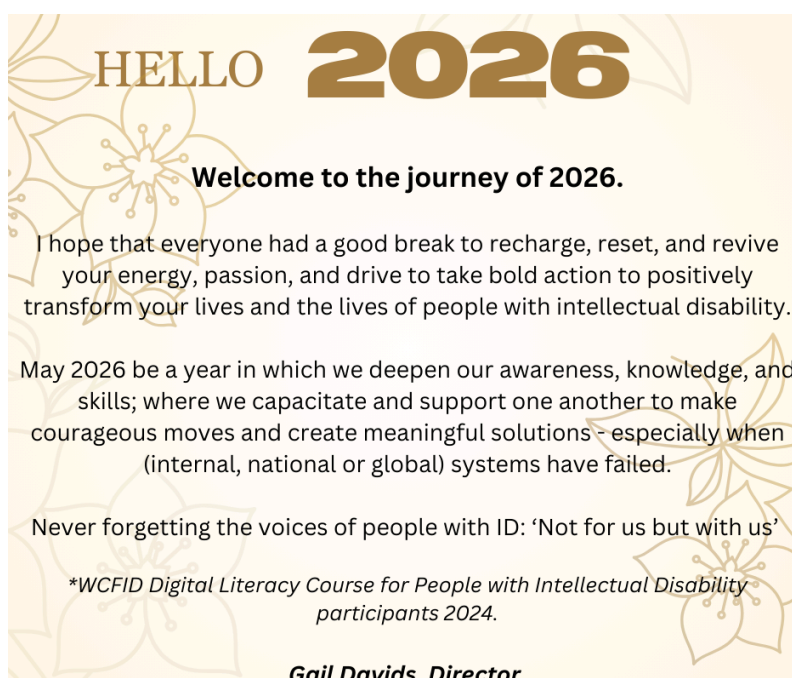 HELLO 2026
Welcome to the journey of 2026.
I hope that everyone had a good break to recharge, reset, and revive
your energy, passion, and drive to take bold action to positively
transform your lives and the lives of people with intellectual disability.
May 2026 be a year in which we deepen our awareness, knowledge, and
skills; where we capacitate and support one another to make
courageous moves and create meaningful solutions - especially when
(internal, national or global) systems have failed.
Never forgetting the voices of people with ID: ‘Not for us but with us’
*WCFID Digital Literacy Course for People with Intellectual Disability
participants 2024.
Gail Davids, Director